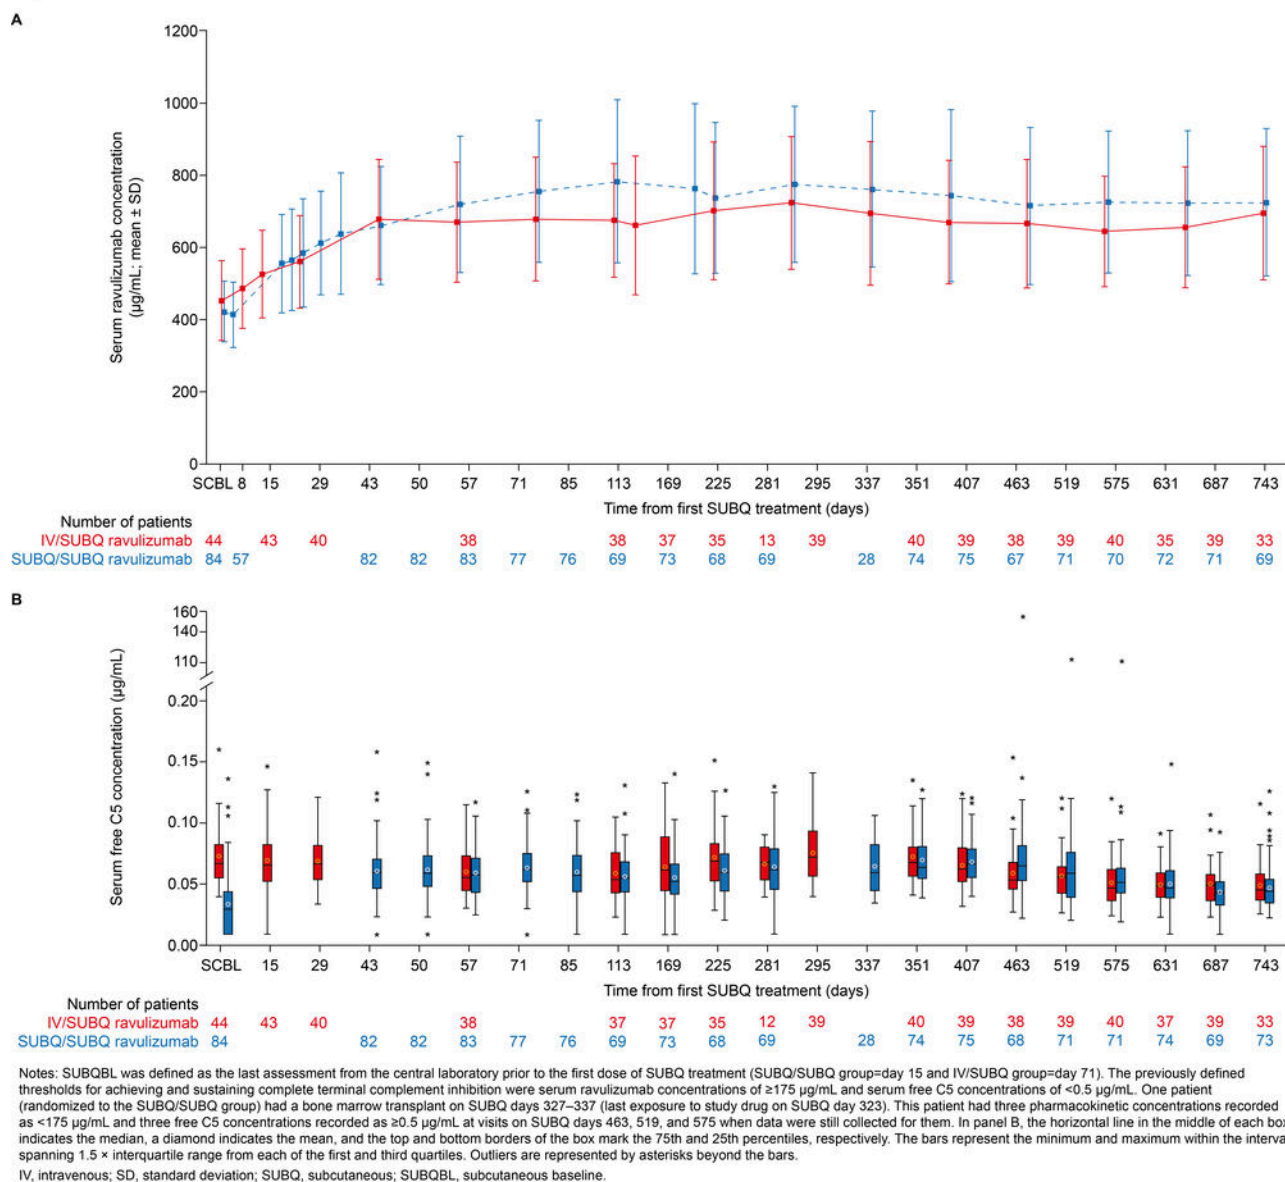 A
1200
1000
800
600
400
200
0
Serum ravulizumab concentration
(µg/mL; mean ± SD)
SCBL 8 15 29 43 50 57 71 85 113 169 225 281 295 337 351 407 463 519 575 631 687 743
Time from first SUBQ treatment (days)
Number of patients
IV/SUBQ ravulizumab 44 43 40 38 38 37 35 13 39 40 39 38 39 40 35 39 33
SUBQ/SUBQ ravulizumab 84 57 82 82 83 77 76 69 73 68 69 28 74 75 67 71 70 72 71 69
B
160
140
110
0.20
0.15
0.10
0.05
0.00
Serum free C5 concentration (µg/mL)
SCBL 15 29 43 50 57 71 85 113 169 225 281 295 337 351 407 463 519 575 631 687 743
Time from first SUBQ treatment (days)
Number of patients
IV/SUBQ ravulizumab 44 43 40 38 37 37 35 12 39 40 39 38 39 40 37 39 33
SUBQ/SUBQ ravulizumab 84 82 82 83 77 76 69 73 68 69 28 74 75 68 71 71 74 69 73
Notes: SUBQBL was defined as the last assessment from the central laboratory prior to the first dose of SUBQ treatment (SUBQ/SUBQ group=day 15 and IV/SUBQ group=day 71). The previously defined
thresholds for achieving and sustaining complete terminal complement inhibition were serum ravulizumab concentrations of ≥175 µg/mL and serum free C5 concentrations of <0.5 µg/mL. One patient
(randomized to the SUBQ/SUBQ group) had a bone marrow transplant on SUBQ days 327–337 (last exposure to study drug on SUBQ day 323). This patient had three pharmacokinetic concentrations recorded
as <175 µg/mL and three free C5 concentrations recorded as ≥0.5 µg/mL at visits on SUBQ days 463, 519, and 575 when data were still collected for them. In panel B, the horizontal line in the middle of each box
indicates the median, a diamond indicates the mean, and the top and bottom borders of the box mark the 75th and 25th percentiles, respectively. The bars represent the minimum and maximum within the interva
spanning 1.5 × interquartile range from each of the first and third quartiles. Outliers are represented by asterisks beyond the bars.
IV, intravenous; SD, standard deviation; SUBQ, subcutaneous; SUBQBL, subcutaneous baseline.